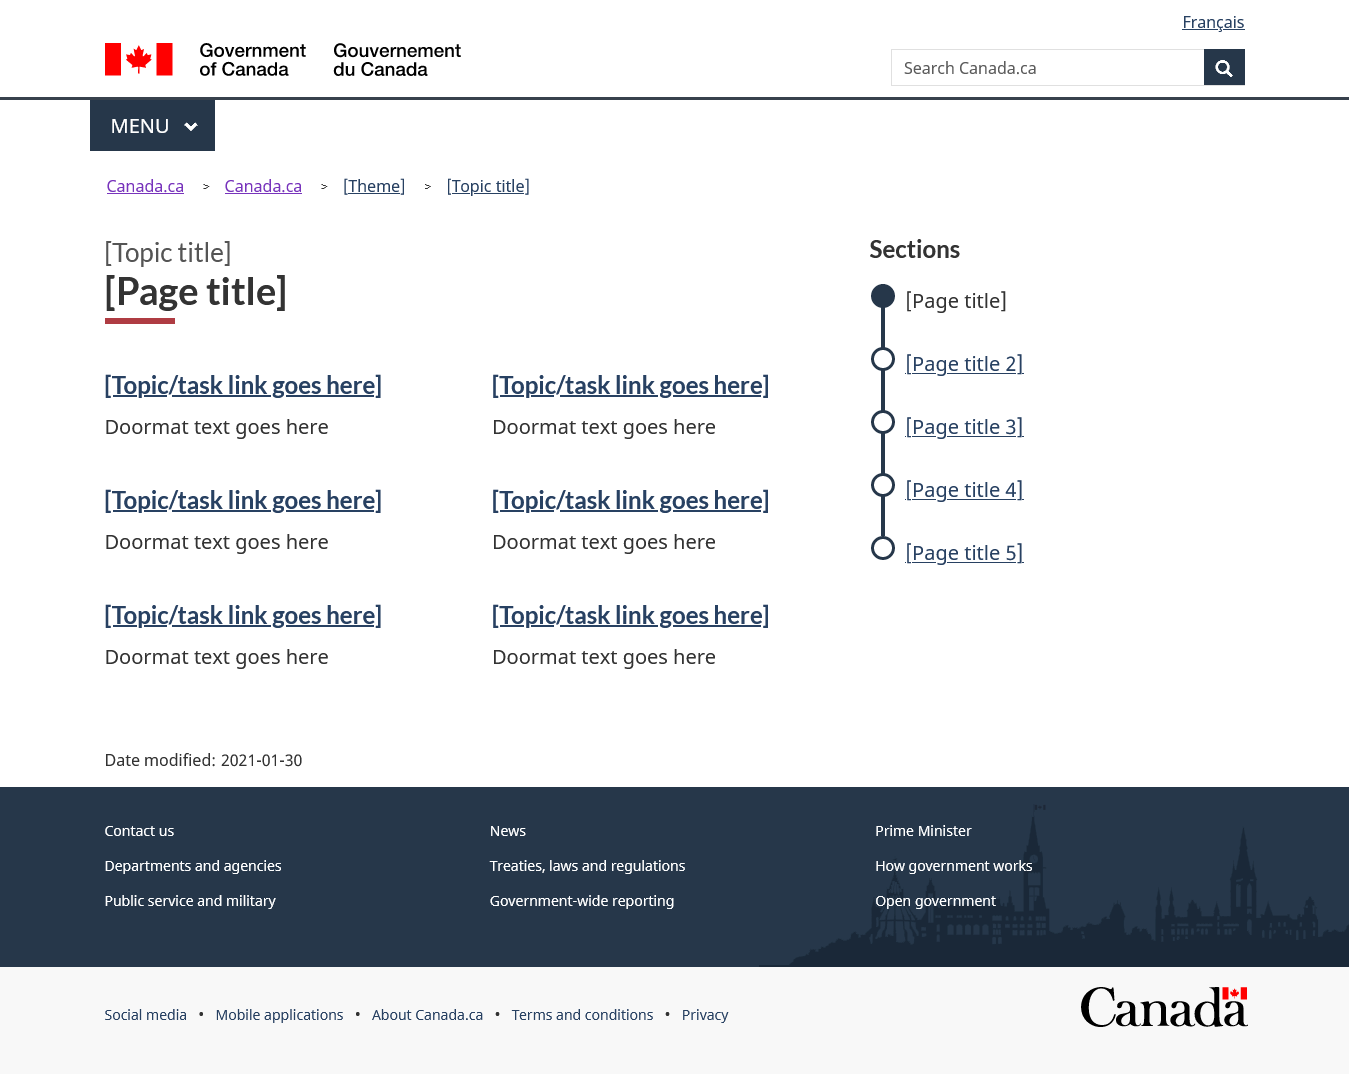 Français
Government
of Canada
Gouvernement
du Canada
Search Canada.ca
MENU
Canada.ca > Canada.ca > [Theme] > [Topic title]
[Topic title]
[Page title]
[Topic/task link goes here]
Doormat text goes here
[Topic/task link goes here]
Doormat text goes here
[Topic/task link goes here]
Doormat text goes here
[Topic/task link goes here]
Doormat text goes here
[Topic/task link goes here]
Doormat text goes here
[Topic/task link goes here]
Doormat text goes here
Sections
[Page title]
[Page title 2]
[Page title 3]
[Page title 4]
[Page title 5]
Date modified: 2021-01-30
Contact us
Departments and agencies
Public service and military
News
Treaties, laws and regulations
Government-wide reporting
Prime Minister
How government works
Open government
Social media • Mobile applications • About Canada.ca • Terms and conditions • Privacy
Canada